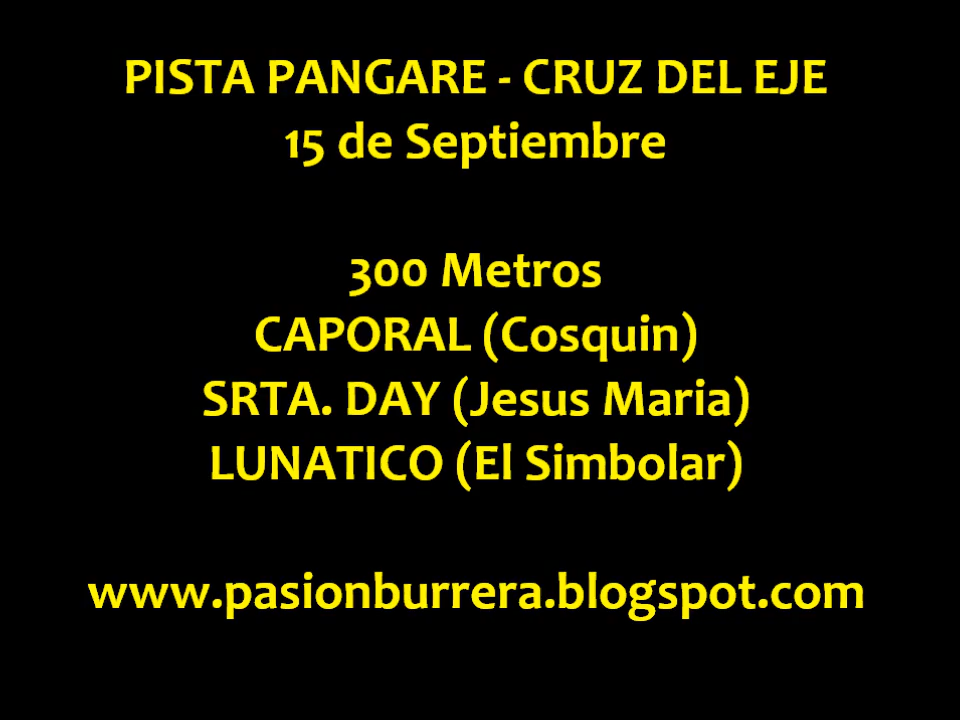 PISTA PANGARE - CRUZ DEL EJE
15 de Septiembre
300 Metros
CAPORAL (Cosquin)
SRTA. DAY (Jesus Maria)
LUNATICO (El Simbolar)
www.pasionburrera.blogspot.com